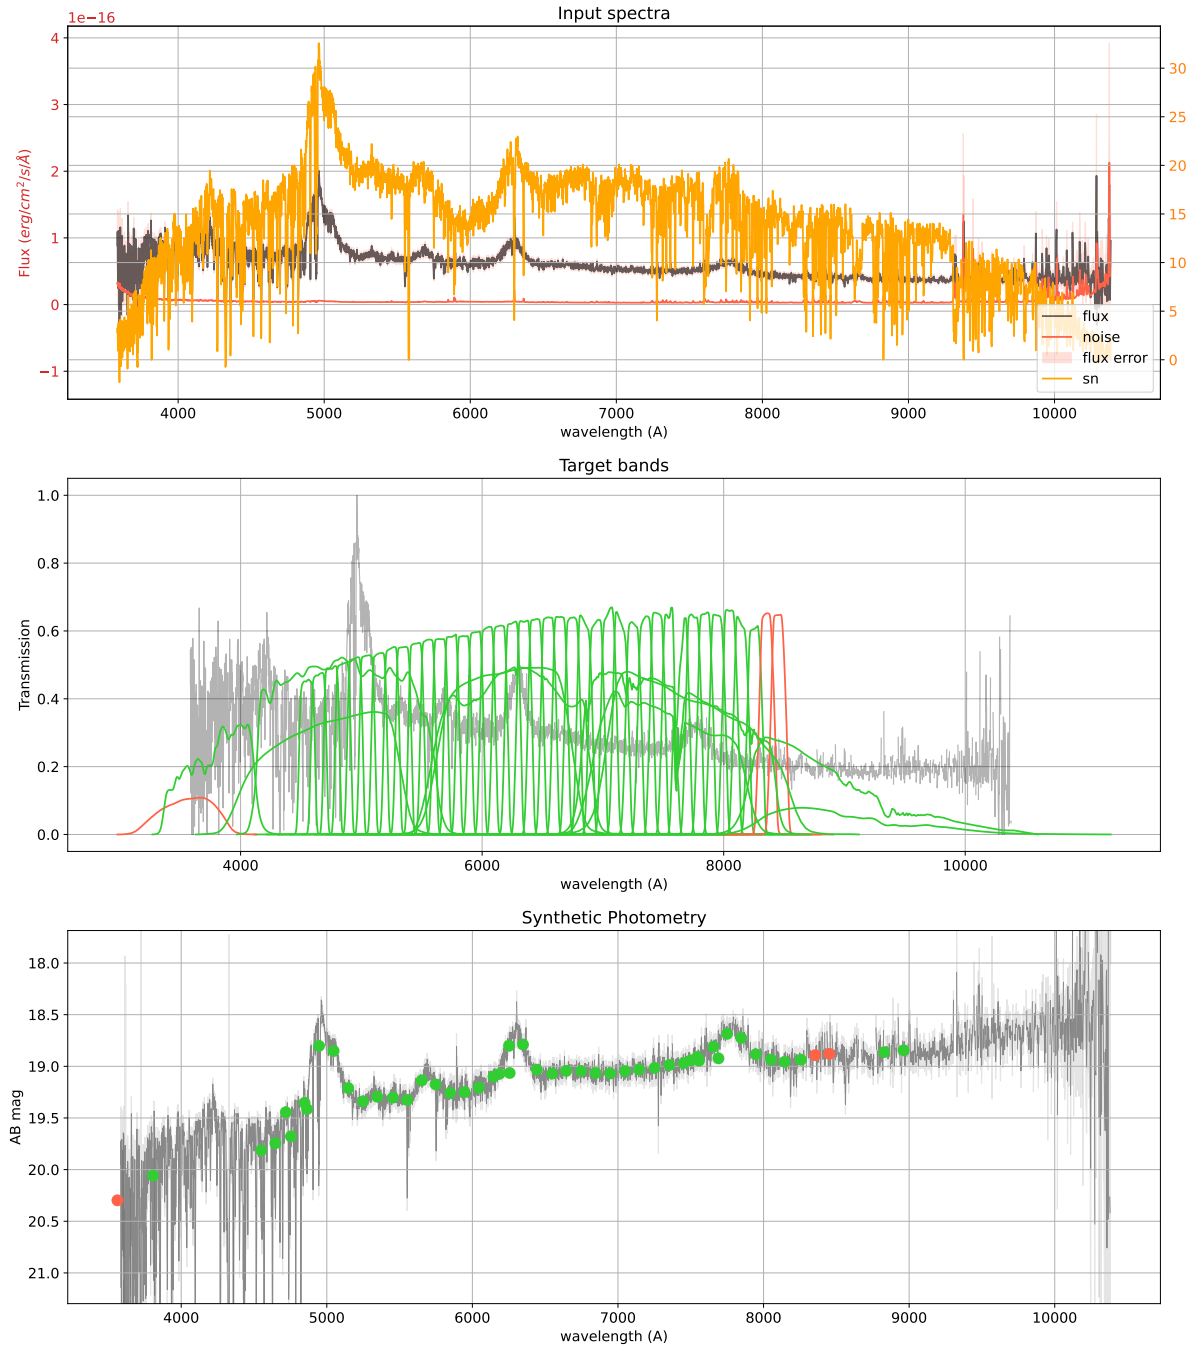 Input spectra
1e−16
4
3
2
1
0
−1
Flux (erg/cm²/s/Å)
30
25
20
15
10
5
0
flux
noise
flux error
sn
4000 5000 6000 7000 8000 9000 10000
wavelength (A)
Target bands
1.0
0.8
0.6
0.4
0.2
0.0
Transmission
4000 6000 8000 10000
wavelength (A)
Synthetic Photometry
18.0
18.5
19.0
19.5
20.0
20.5
21.0
AB mag
4000 5000 6000 7000 8000 9000 10000
wavelength (A)